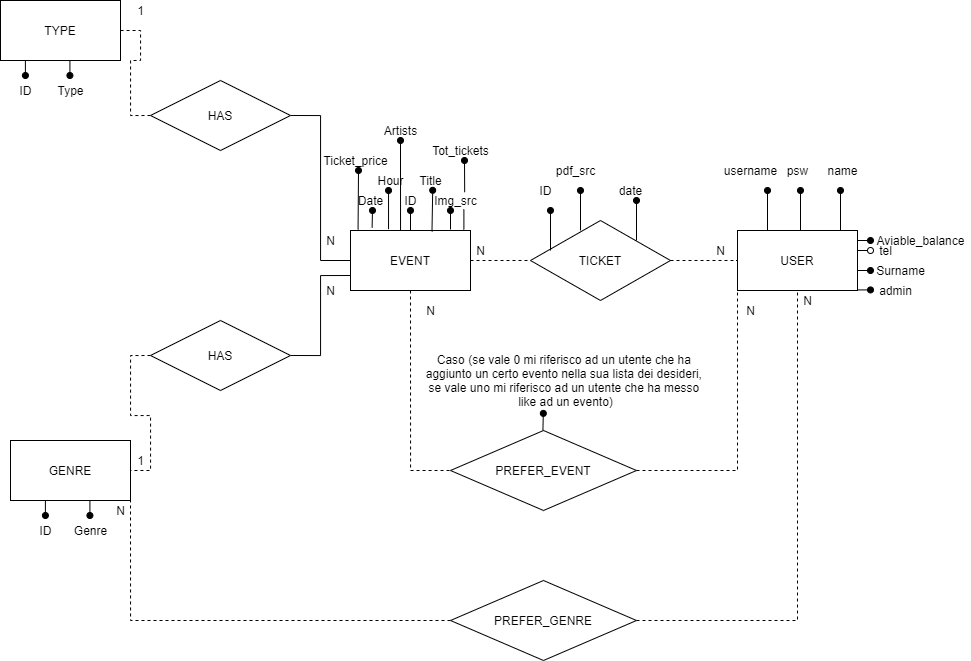 1
TYPE
ID
Type
HAS
Artists
Ticket_price
Tot_tickets
Hour
Title
Date
ID
Img_src
N
EVENT
N
N
N
pdf_src
ID
date
TICKET
N
username
psw
name
USER
Aviable_balance
tel
Surname
admin
N
N
HAS
Caso (se vale 0 mi riferisco ad un utente che ha
aggiunto un certo evento nella sua lista dei desideri,
se vale uno mi riferisco ad un utente che ha messo
like ad un evento)
PREFER_EVENT
1
GENRE
N
ID
Genre
PREFER_GENRE